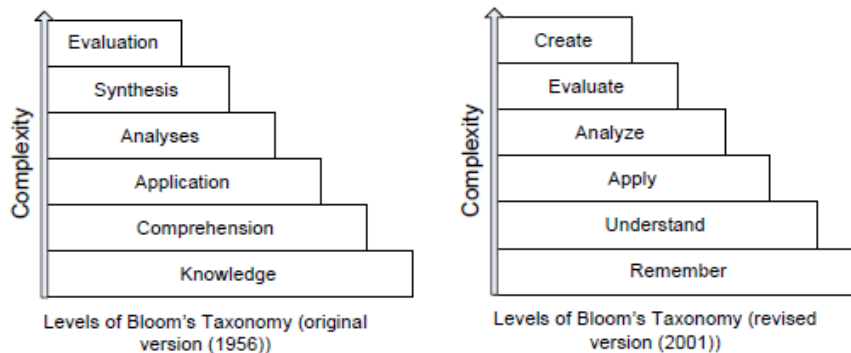 Complexity
Evaluation
Synthesis
Analyses
Application
Comprehension
Knowledge
Levels of Bloom's Taxonomy (original
version (1956))
Complexity
Create
Evaluate
Analyze
Apply
Understand
Remember
Levels of Bloom's Taxonomy (revised
version (2001))